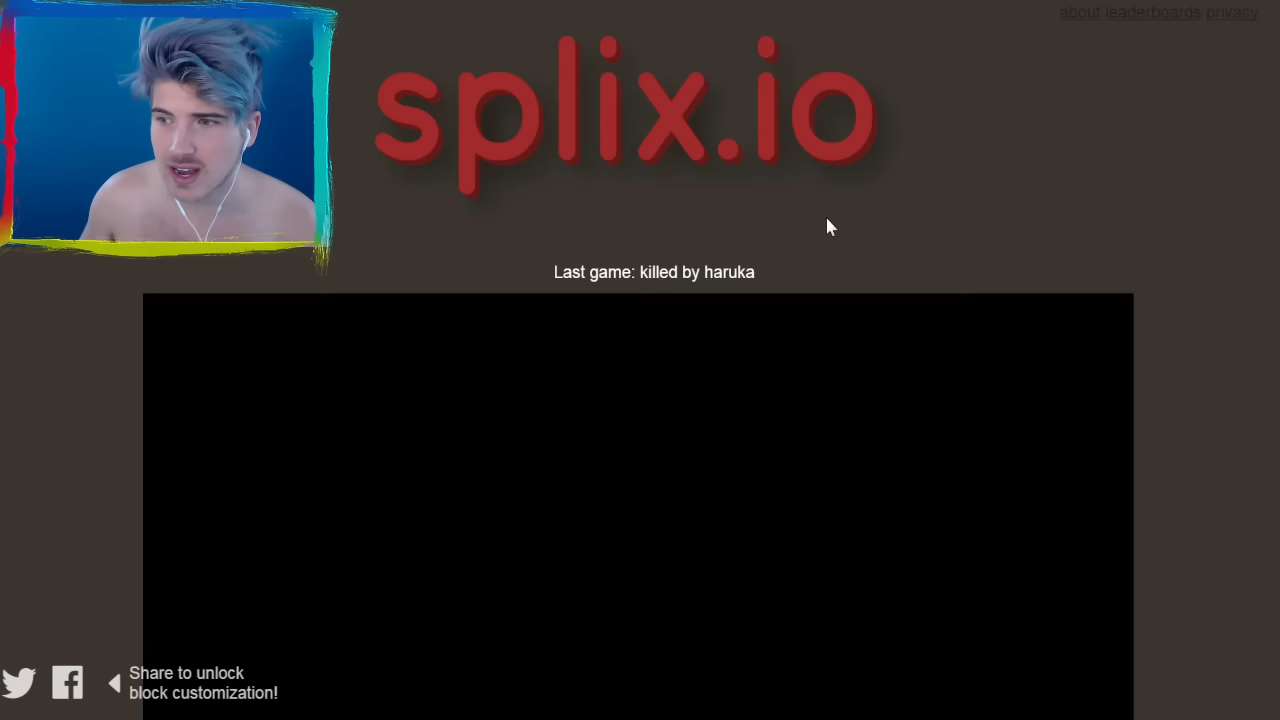 about leaderboards privacy
splix.io
Last game: killed by haruka
Share to unlock
block customization!